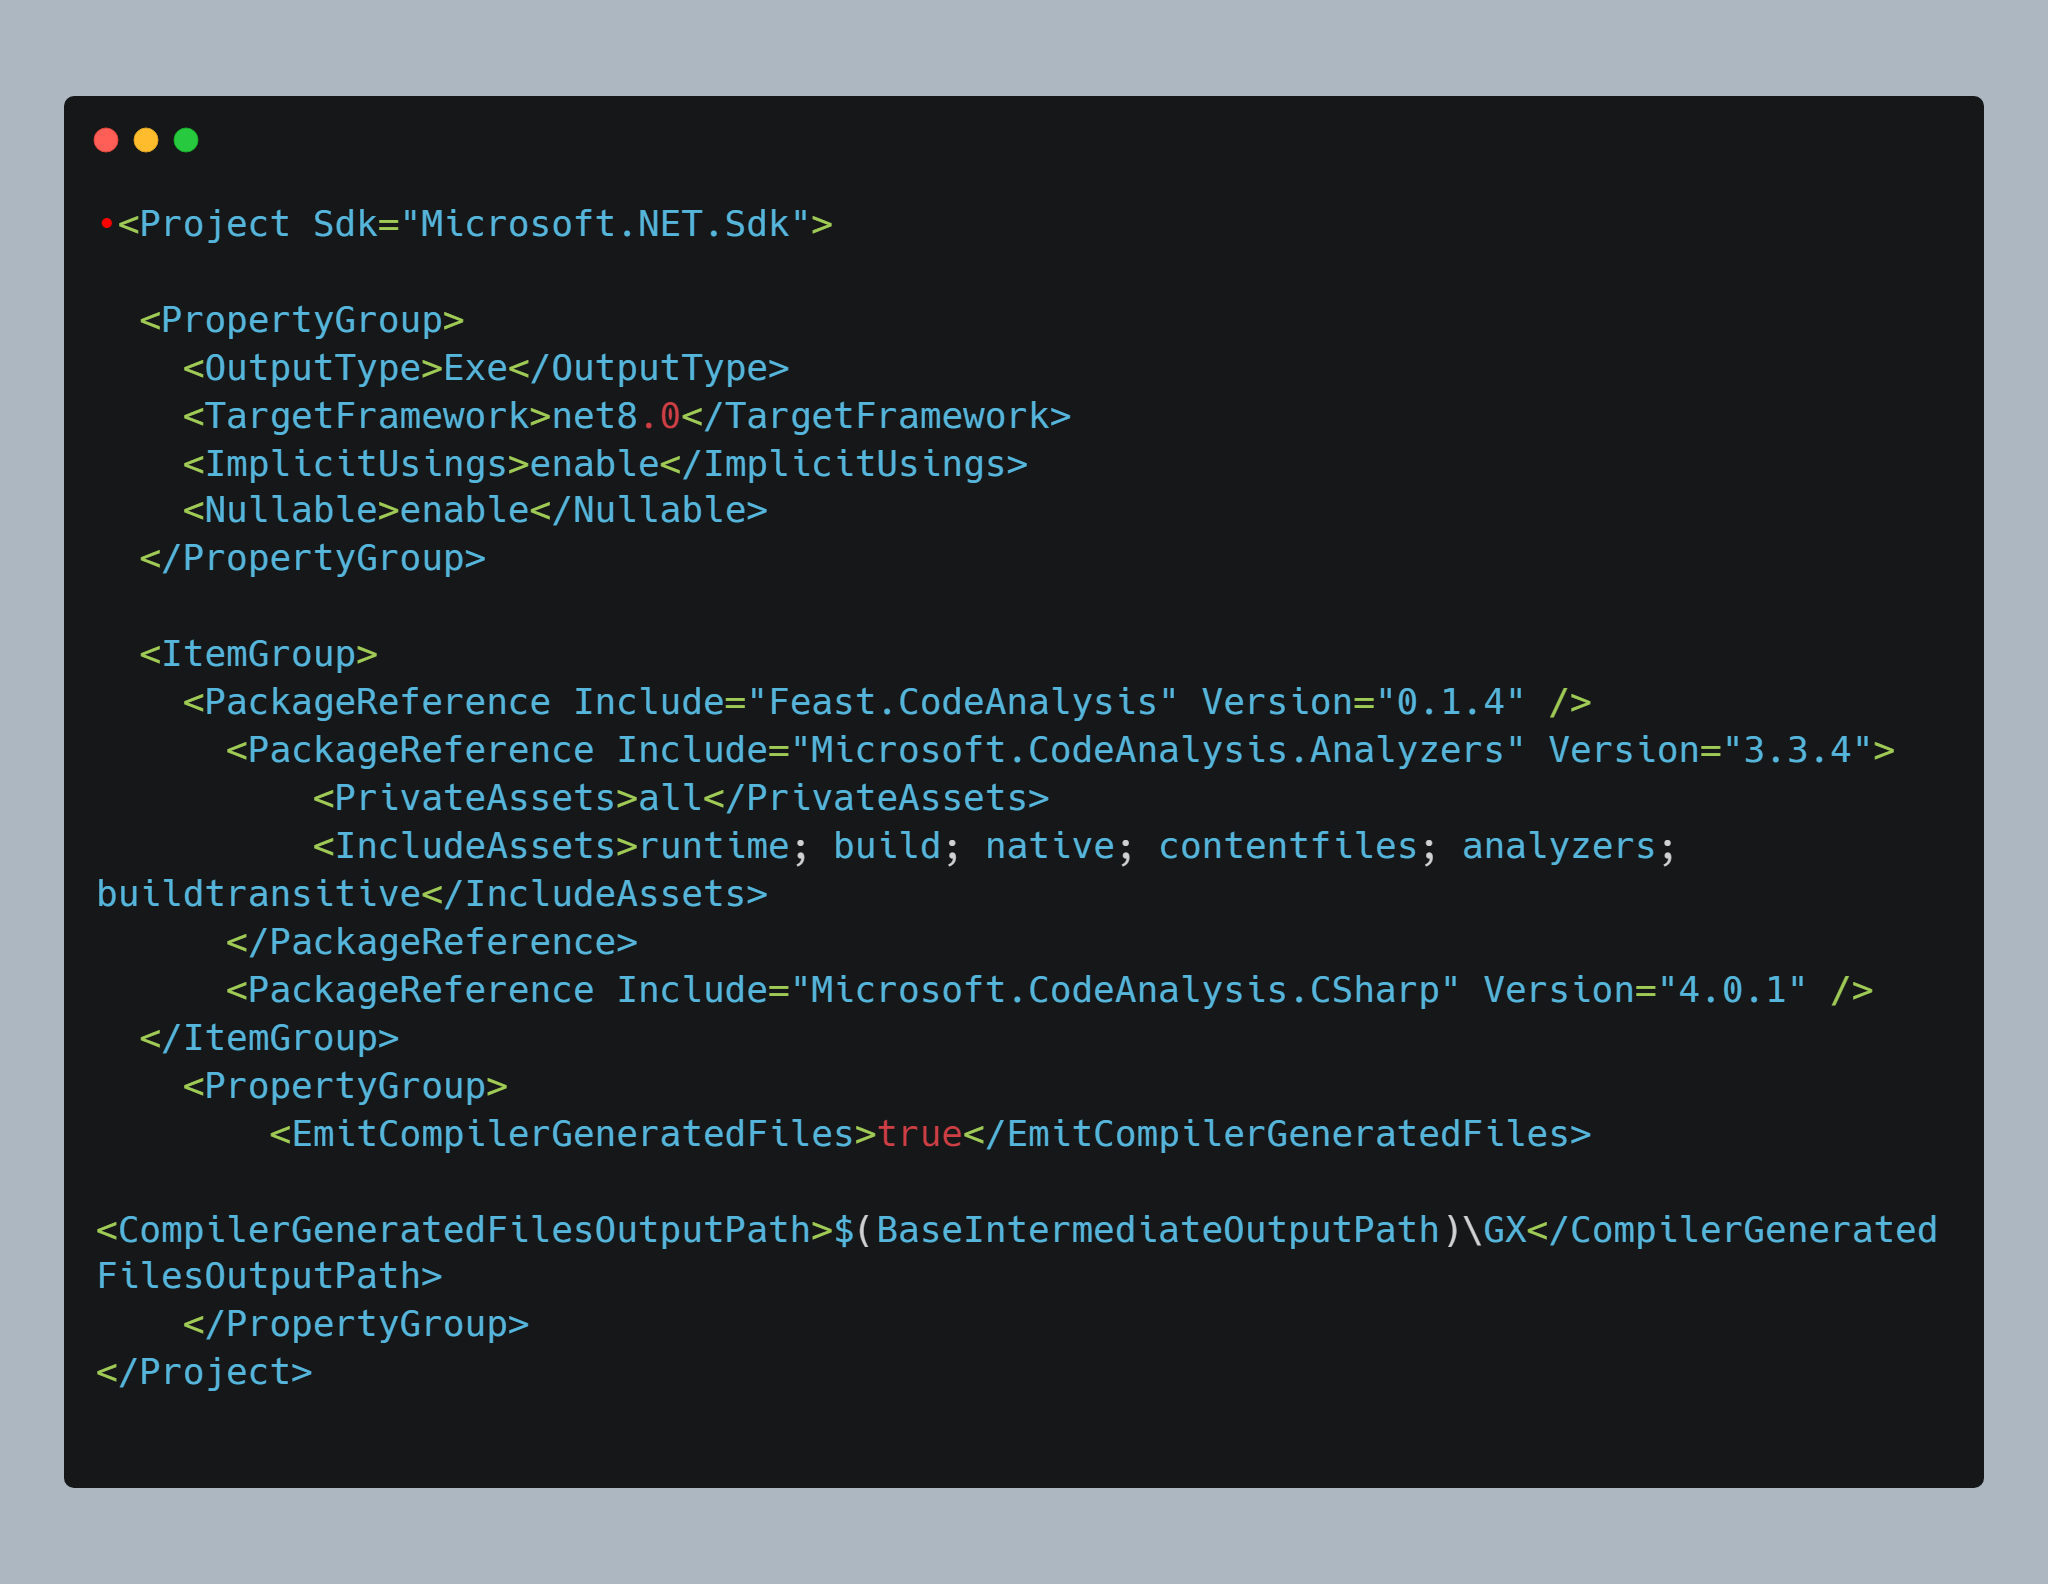 •<Project Sdk="Microsoft.NET.Sdk">
  <PropertyGroup>
    <OutputType>Exe</OutputType>
    <TargetFramework>net8.0</TargetFramework>
    <ImplicitUsings>enable</ImplicitUsings>
    <Nullable>enable</Nullable>
  </PropertyGroup>
  <ItemGroup>
    <PackageReference Include="Feast.CodeAnalysis" Version="0.1.4" />
      <PackageReference Include="Microsoft.CodeAnalysis.Analyzers" Version="3.3.4">
          <PrivateAssets>all</PrivateAssets>
          <IncludeAssets>runtime; build; native; contentfiles; analyzers;
buildtransitive</IncludeAssets>
      </PackageReference>
      <PackageReference Include="Microsoft.CodeAnalysis.CSharp" Version="4.0.1" />
  </ItemGroup>
    <PropertyGroup>
        <EmitCompilerGeneratedFiles>true</EmitCompilerGeneratedFiles>
<CompilerGeneratedFilesOutputPath>$(BaseIntermediateOutputPath)\GX</CompilerGenerated
FilesOutputPath>
    </PropertyGroup>
</Project>